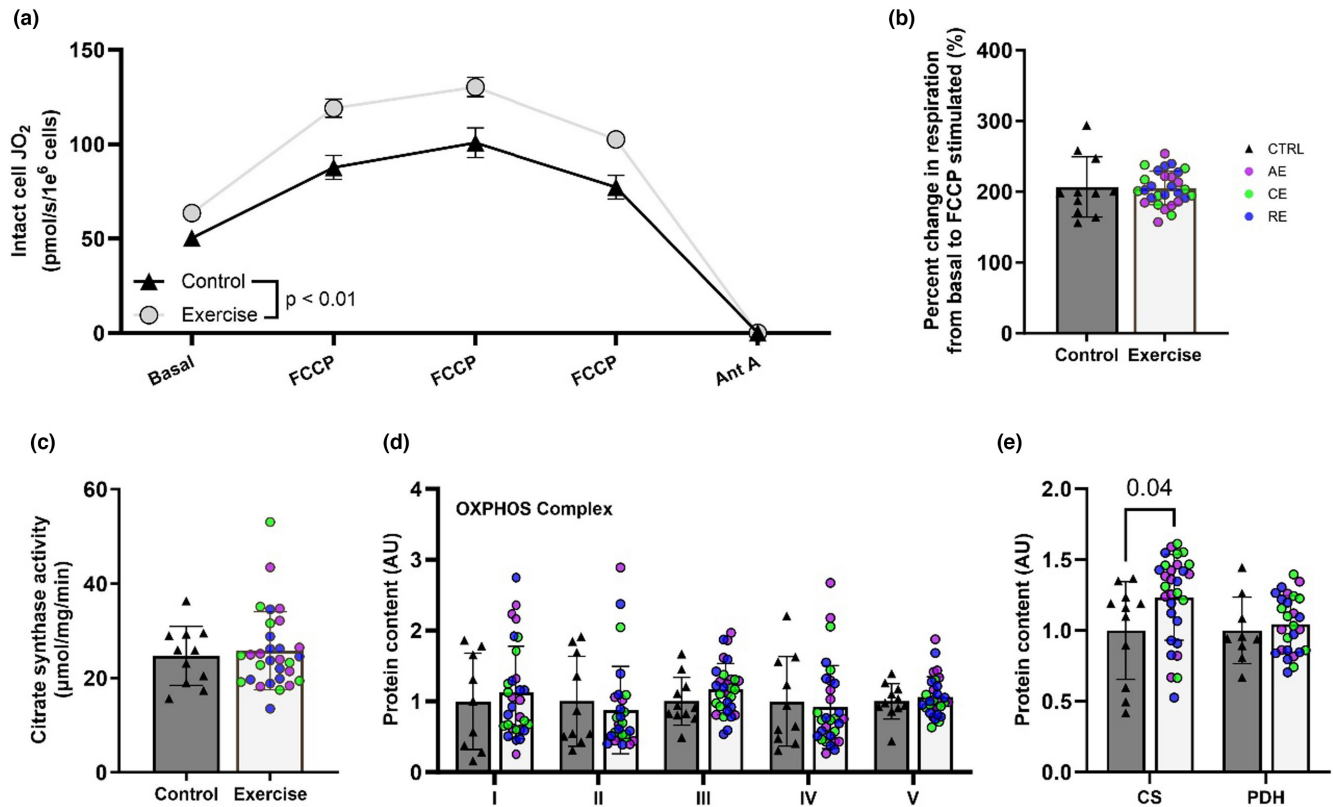 (a)
150
100
50
0
Intact cell JO₂
(pmol/s/1e⁶ cells)
Control
Exercise
p < 0.01
Basal
FCCP
FCCP
FCCP
Ant A
(b)
400
300
200
100
0
Percent change in respiration
from basal to FCCP stimulated (%)
Control
Exercise
CTRL
AE
CE
RE
(c)
60
40
20
0
Citrate synthase activity
(µmol/mg/min)
Control
Exercise
(d)
4
3
2
1
0
Protein content (AU)
OXPHOS Complex
I
II
III
IV
V
(e)
2.0
1.5
1.0
0.5
0.0
Protein content (AU)
0.04
CS
PDH